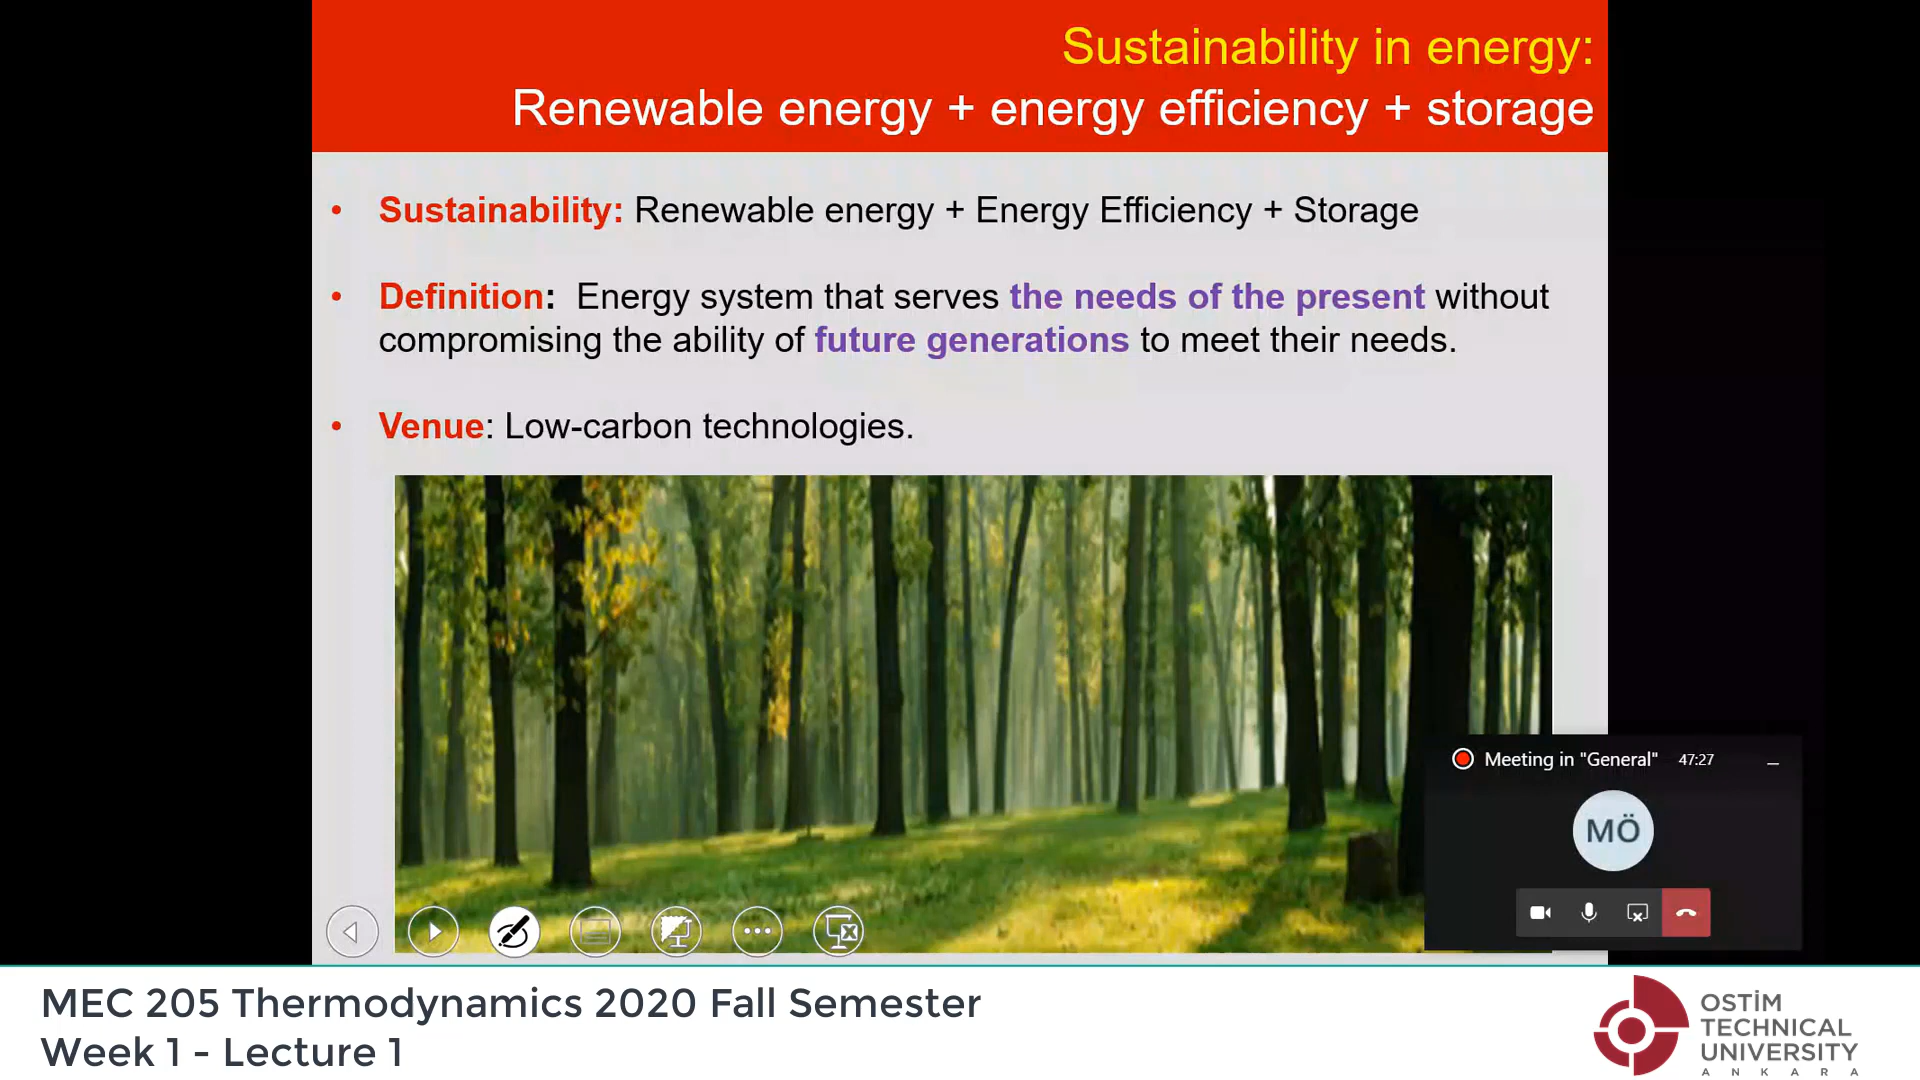 Sustainability in energy:
Renewable energy + energy efficiency + storage
• Sustainability: Renewable energy + Energy Efficiency + Storage
• Definition: Energy system that serves the needs of the present without
compromising the ability of future generations to meet their needs.
• Venue: Low-carbon technologies.
Meeting in "General" 47:27
MÖ
MEC 205 Thermodynamics 2020 Fall Semester
Week 1 - Lecture 1
OSTİM
TECHNICAL
UNIVERSITY
ANKARA